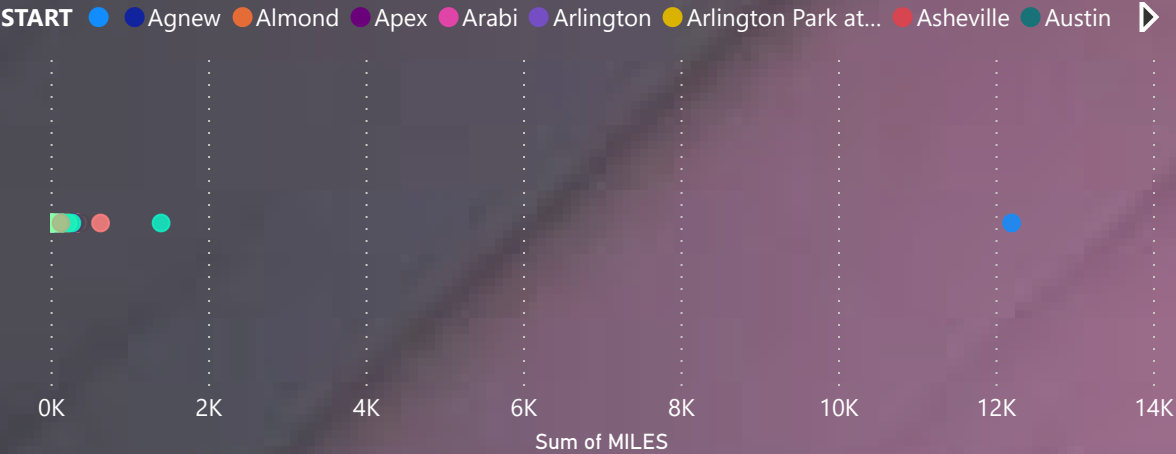 START Agnew Almond Apex Arabi Arlington Arlington Park at... Asheville Austin
0K 2K 4K 6K 8K 10K 12K 14K
Sum of MILES